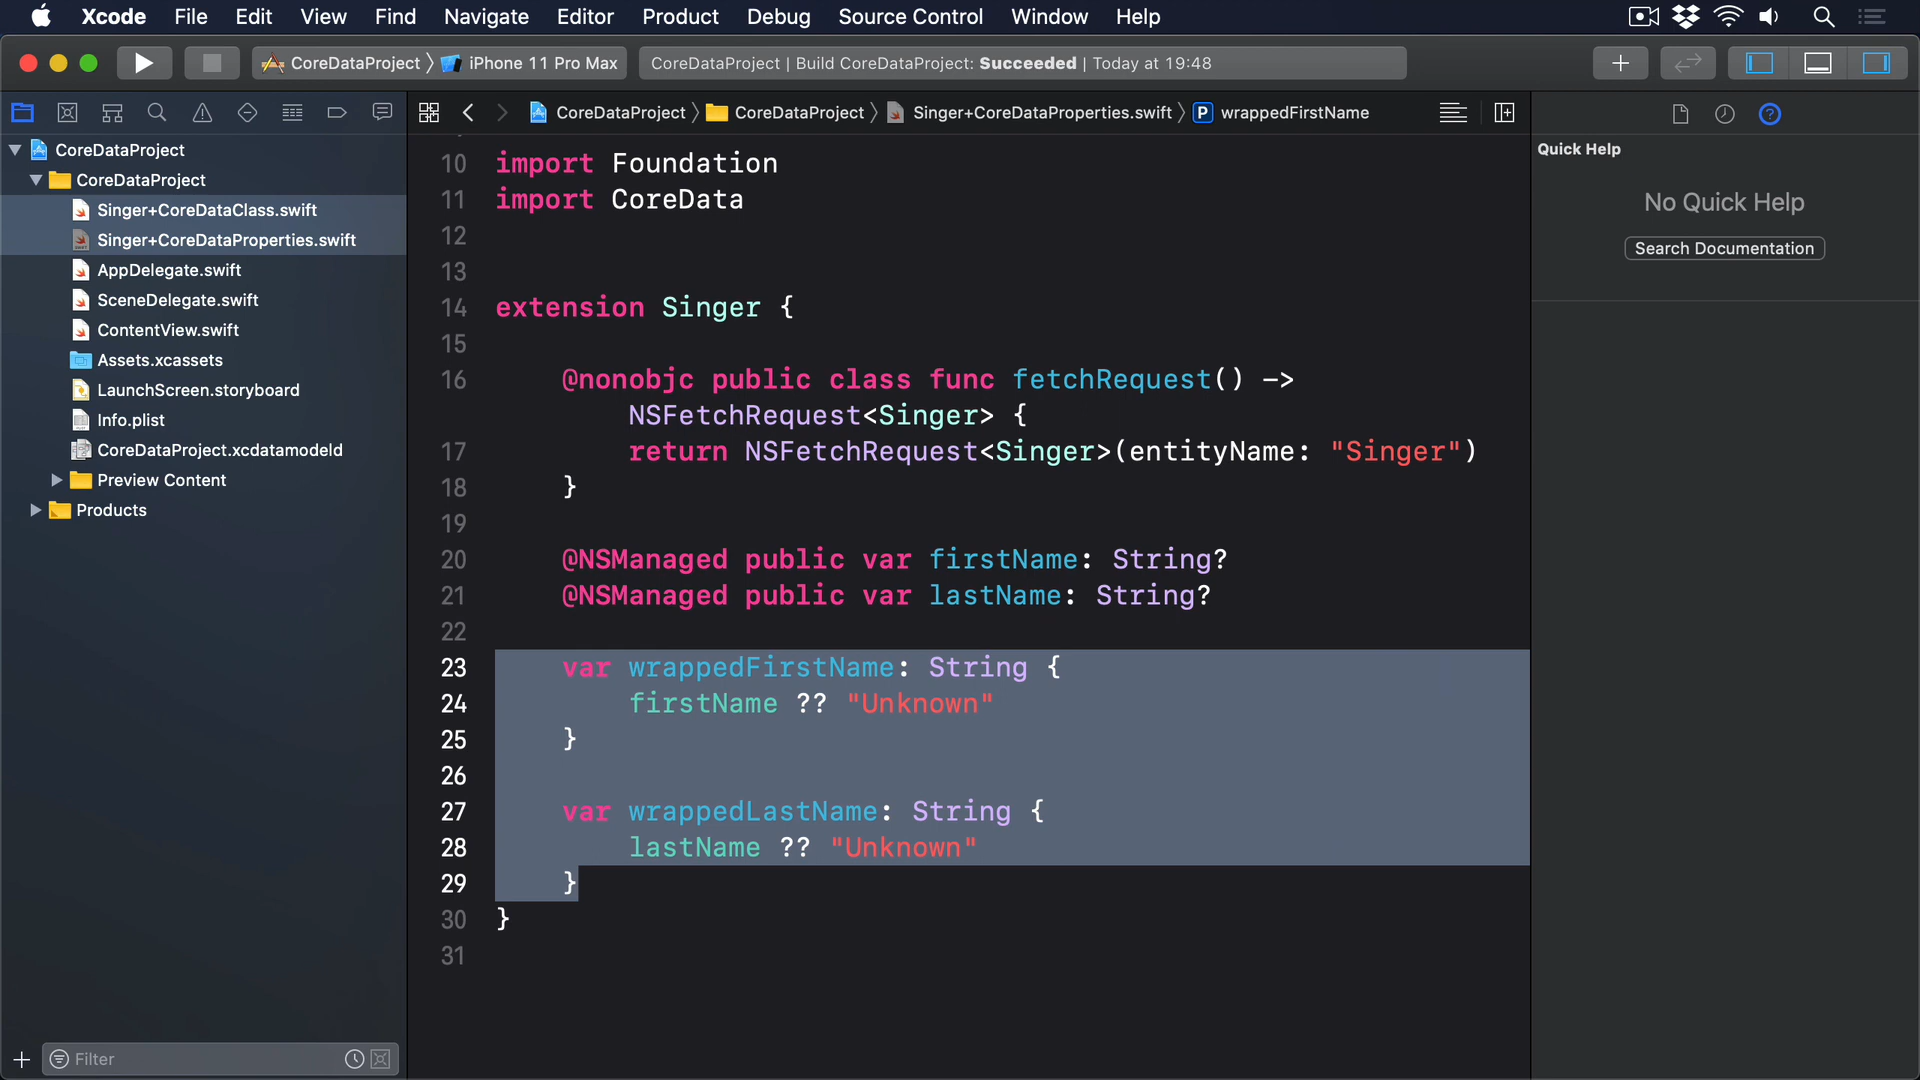 Xcode File Edit View Find Navigate Editor Product Debug Source Control Window Help
CoreDataProject iPhone 11 Pro Max CoreDataProject | Build CoreDataProject: Succeeded | Today at 19:48
CoreDataProject CoreDataProject Singer+CoreDataProperties.swift P wrappedFirstName
CoreDataProject
CoreDataProject
Singer+CoreDataClass.swift
Singer+CoreDataProperties.swift
AppDelegate.swift
SceneDelegate.swift
ContentView.swift
Assets.xcassets
LaunchScreen.storyboard
Info.plist
CoreDataProject.xcdatamodeld
Preview Content
Products
Filter
10 import Foundation
11 import CoreData
12
13
14 extension Singer {
15
16 @nonobjc public class func fetchRequest() ->
NSFetchRequest<Singer> {
17 return NSFetchRequest<Singer>(entityName: "Singer")
18 }
19
20 @NSManaged public var firstName: String?
21 @NSManaged public var lastName: String?
22
23 var wrappedFirstName: String {
24 firstName ?? "Unknown"
25 }
26
27 var wrappedLastName: String {
28 lastName ?? "Unknown"
29 }
30 }
31
Quick Help
No Quick Help
Search Documentation